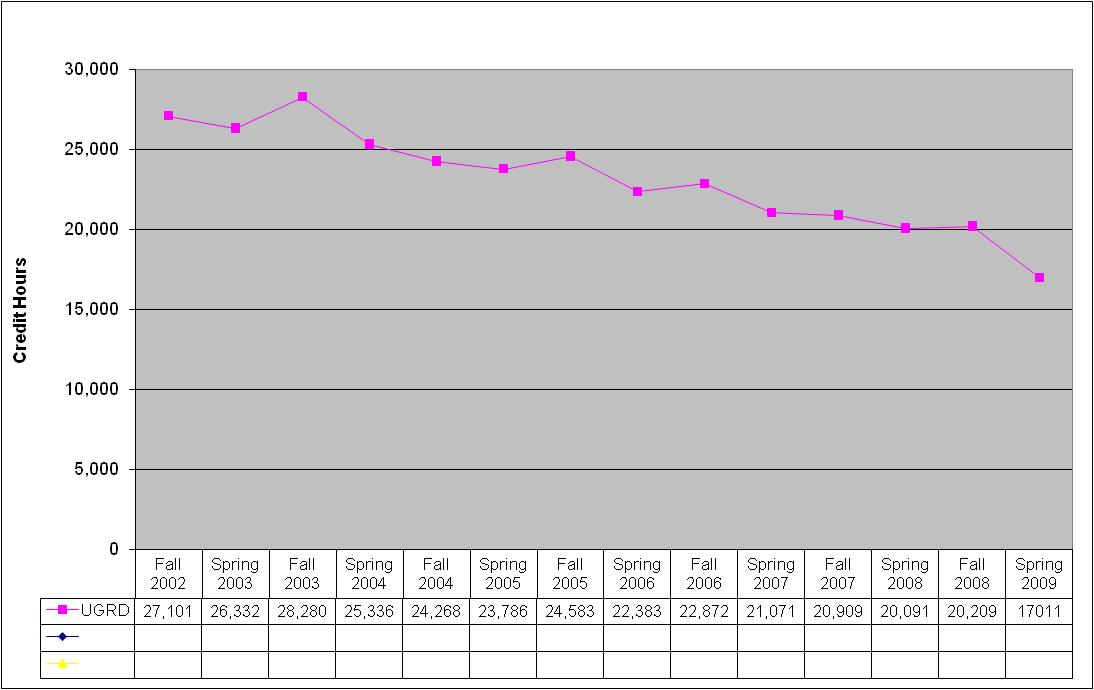 30,000
25,000
20,000
15,000
10,000
5,000
0
Credit Hours
Fall Spring Fall Spring Fall Spring Fall Spring Fall Spring Fall Spring Fall Spring
2002 2003 2003 2004 2004 2005 2005 2006 2006 2007 2007 2008 2008 2009
UGRD 27,101 26,332 28,280 25,336 24,268 23,786 24,583 22,383 22,872 21,071 20,909 20,091 20,209 17011